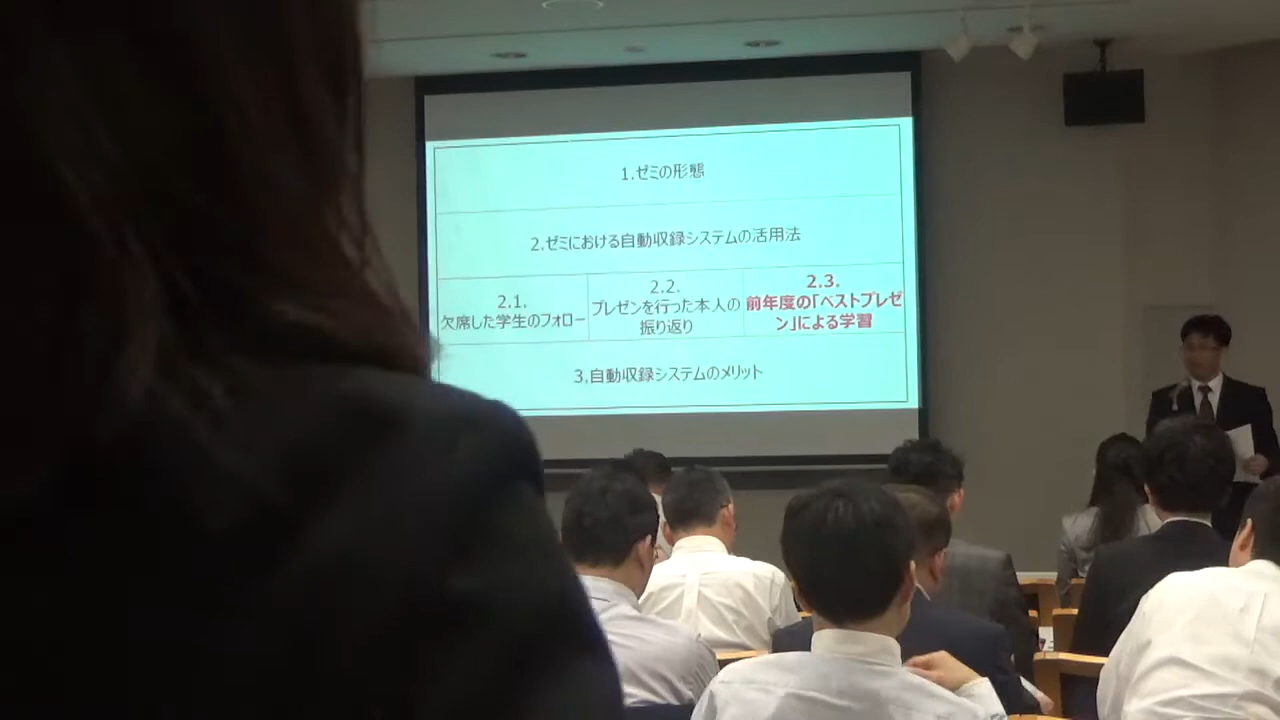 1.ゼミの形態
2.ゼミにおける自動収録システムの活用法
2.1.
欠席した学生のフォロー
2.2.
プレゼンを行った本人の
振り返り
2.3.
前年度の「ベストプレゼ
ン」による学習
3.自動収録システムのメリット